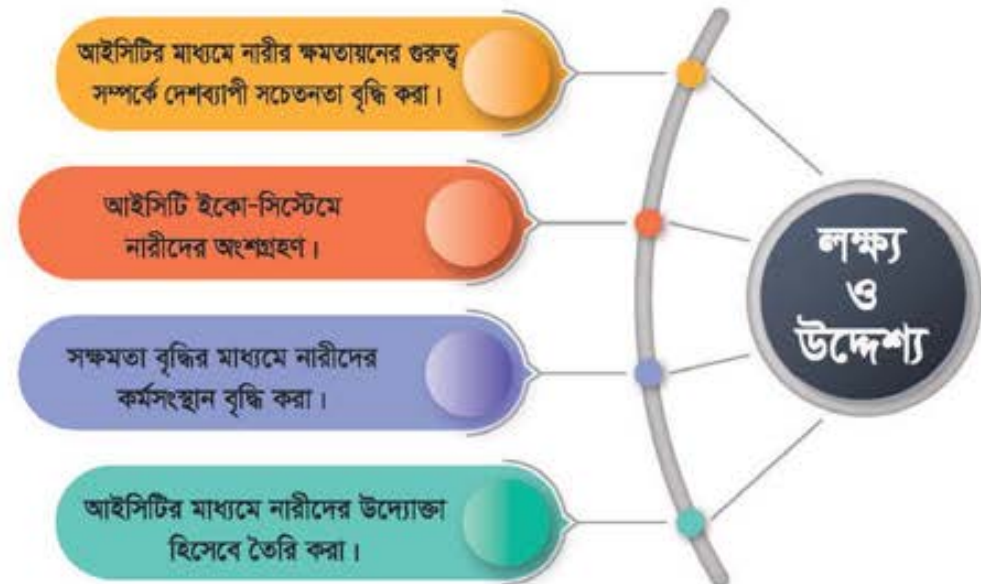 আইসিটির মাধ্যমে নারীর ক্ষমতায়নের গুরুত্ব
সম্পর্কে দেশব্যাপী সচেতনতা বৃদ্ধি করা।
আইসিটি ইকো-সিস্টেমে
নারীদের অংশগ্রহণ।
সক্ষমতা বৃদ্ধির মাধ্যমে নারীদের
কর্মসংস্থান বৃদ্ধি করা।
আইসিটির মাধ্যমে নারীদের উদ্যোক্তা
হিসেবে তৈরি করা।
লক্ষ্য
ও
উদ্দেশ্য